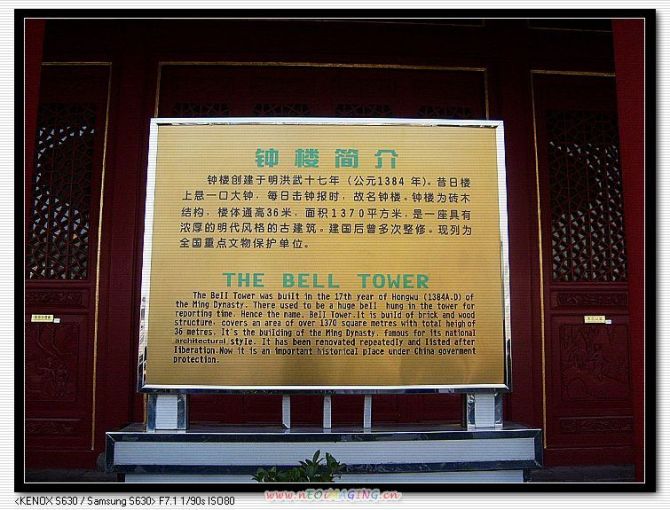 钟楼简介
钟楼创建于明洪武十七年（公元1384 年）。昔日楼
上悬一口大钟，每日击钟报时，故名钟楼。钟楼为砖木
结构，楼体通高36米，面积1370平方米，是一座具有
浓厚的明代风格的古建筑。建国后普多次整修。现列为
全国重点文物保护单位。
THE BELL TOWER
The Bell Tower was built in the 17th year of Hongwu (1384A.D) of
the Ming Dynasty. There used to be a huge bell hung in the tower for
reporting time. Hence the name. Bell Tower.It is build of brick and wood
structure. covers an area of over 1370 square metres with total heigh of
36 metres. It's the building of the Ming Dynasty. famous for its national
architectural style. It has been renovated repeatedly and listed after
liberation.Now it is an important historical place under China goverment
protection.
<KENOX S630 / Samsung S630> F7.1 1/90s ISO80
www.nEOiMAGING.cn